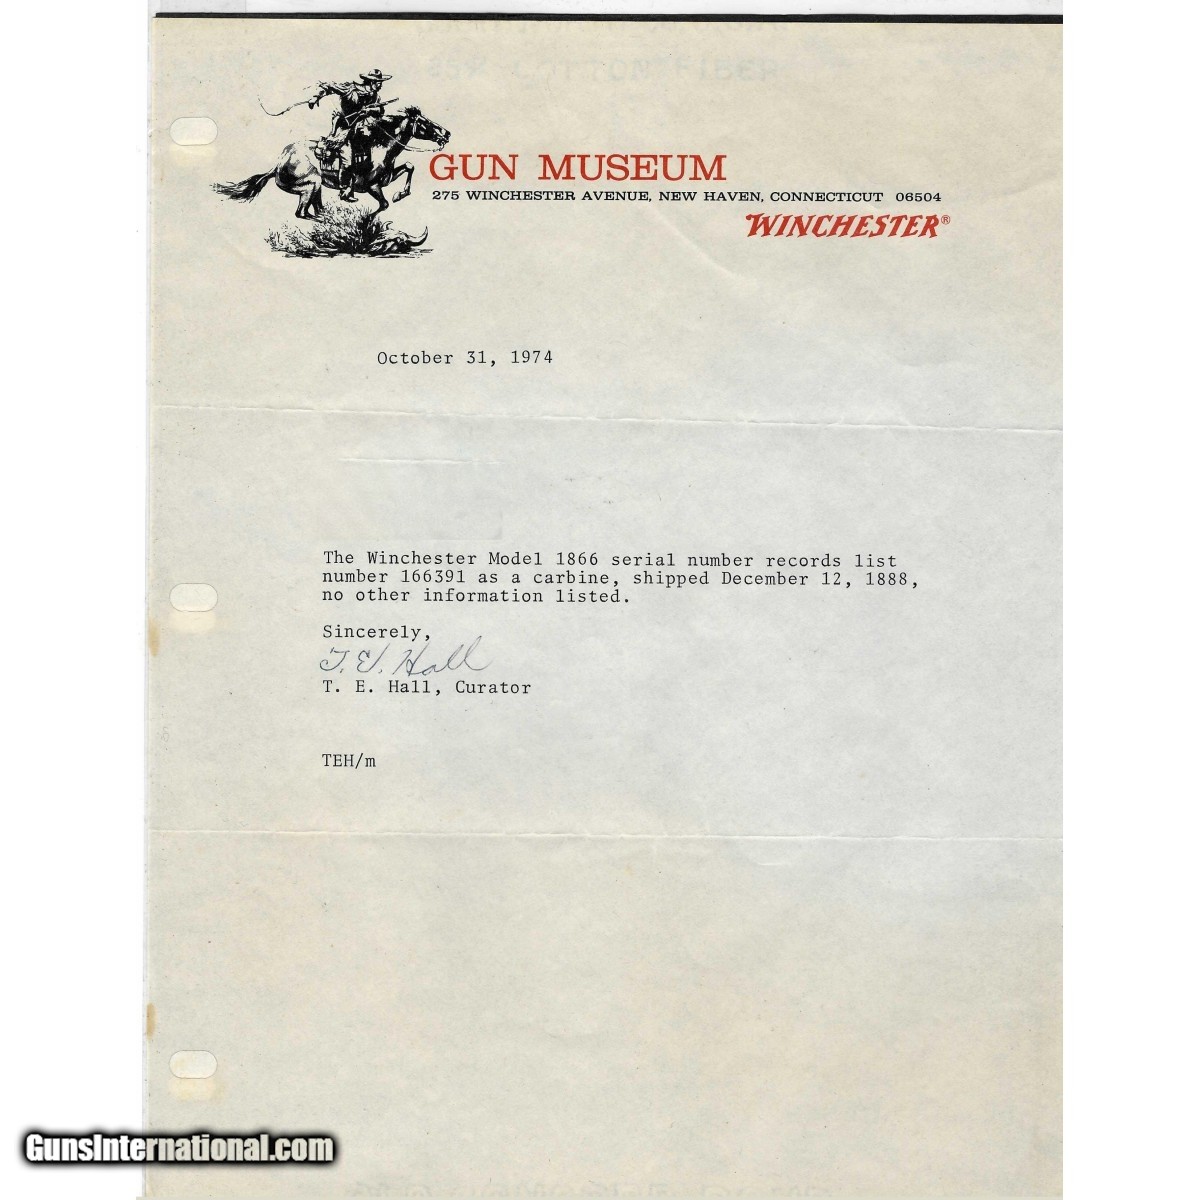 GUN MUSEUM
275 WINCHESTER AVENUE, NEW HAVEN, CONNECTICUT 06504
WINCHESTER®
October 31, 1974
The Winchester Model 1866 serial number records list
number 166391 as a carbine, shipped December 12, 1888,
no other information listed.
Sincerely,
T. E. Hall
T. E. Hall, Curator
TEH/m
GunsInternational.com